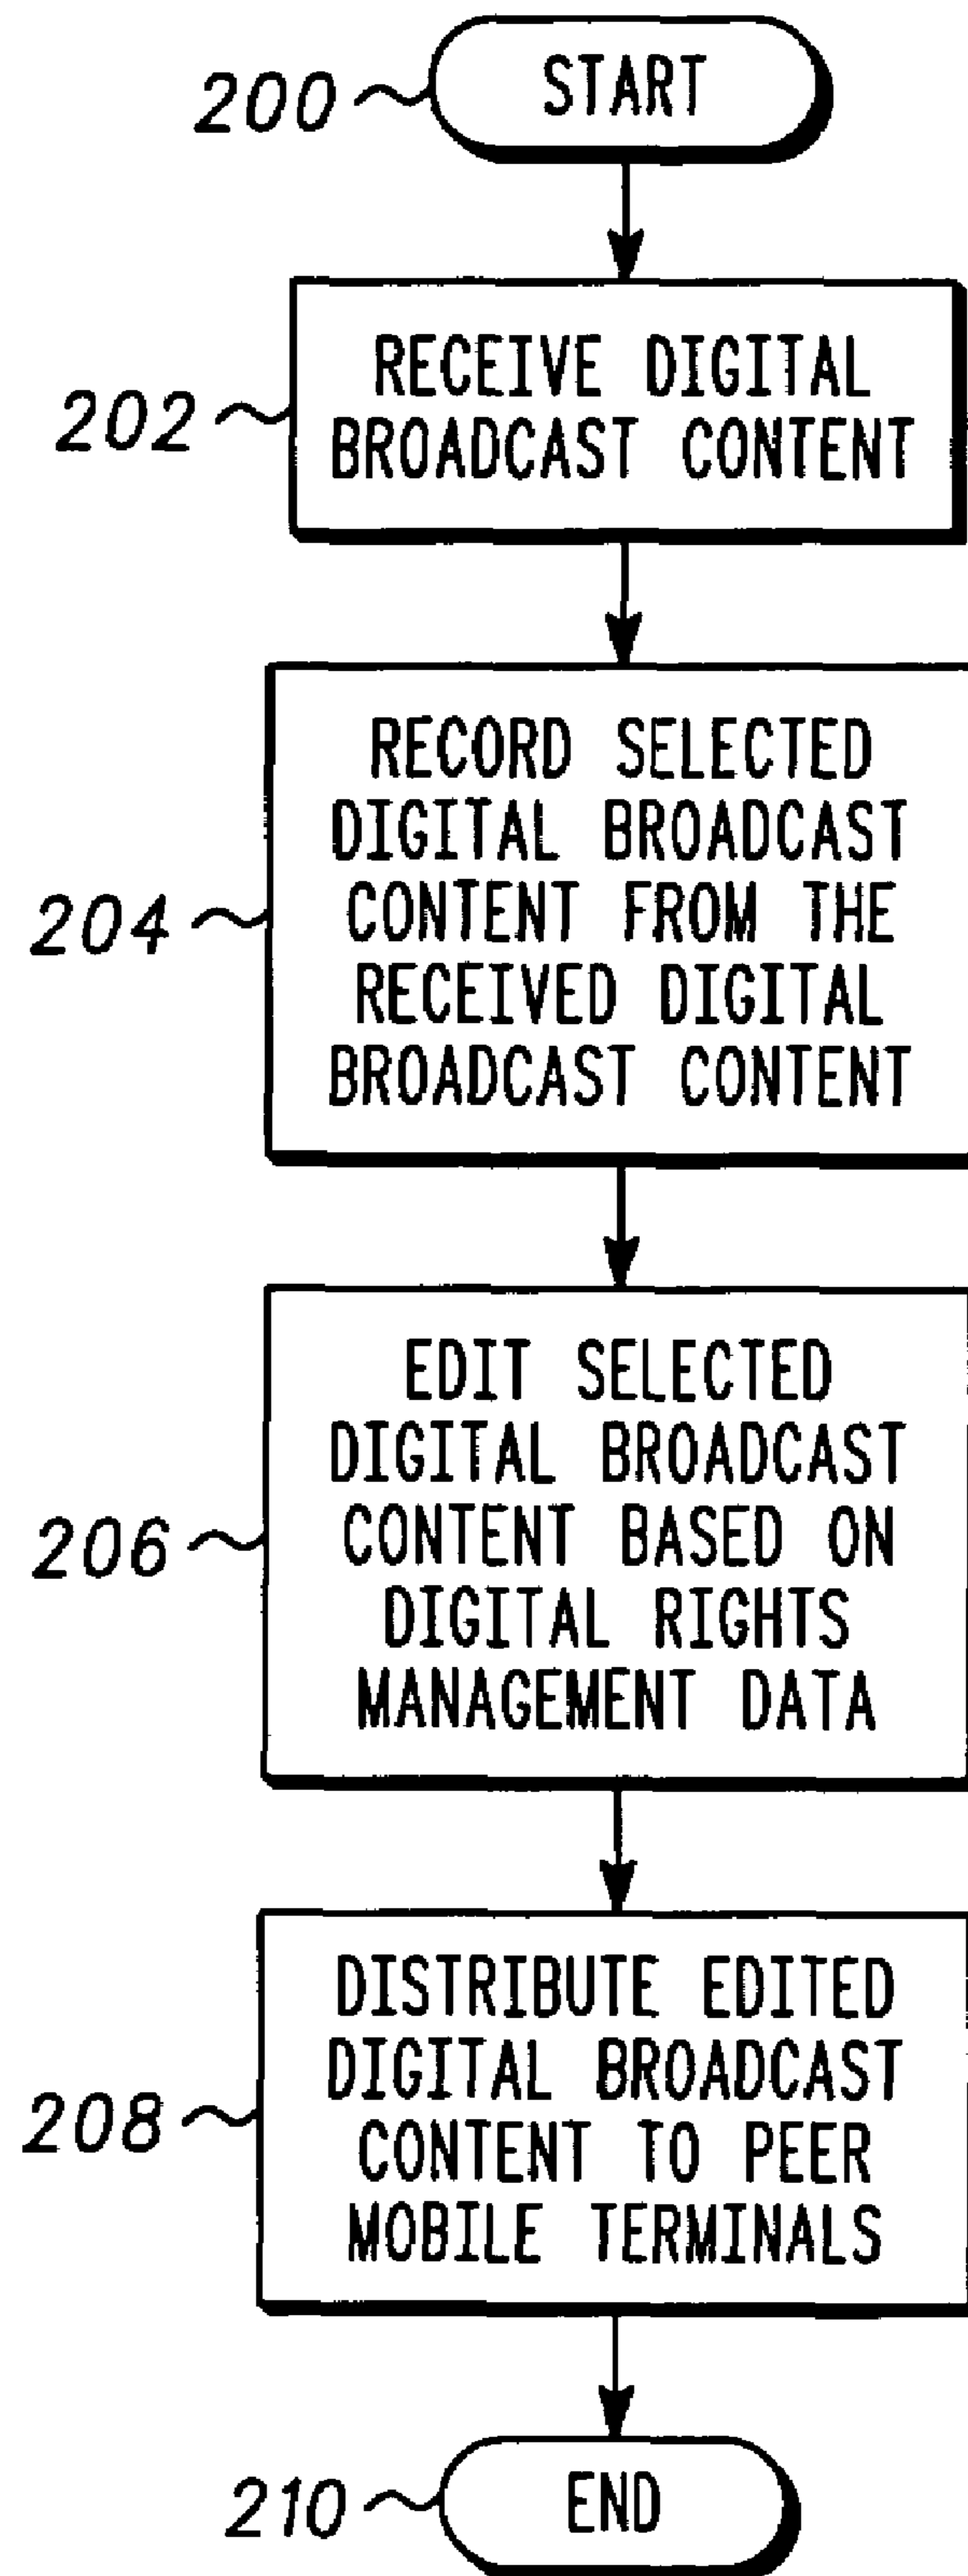 200
START
202
RECEIVE DIGITAL
BROADCAST CONTENT
204
RECORD SELECTED
DIGITAL BROADCAST
CONTENT FROM THE
RECEIVED DIGITAL
BROADCAST CONTENT
206
EDIT SELECTED
DIGITAL BROADCAST
CONTENT BASED ON
DIGITAL RIGHTS
MANAGEMENT DATA
208
DISTRIBUTE EDITED
DIGITAL BROADCAST
CONTENT TO PEER
MOBILE TERMINALS
210
END